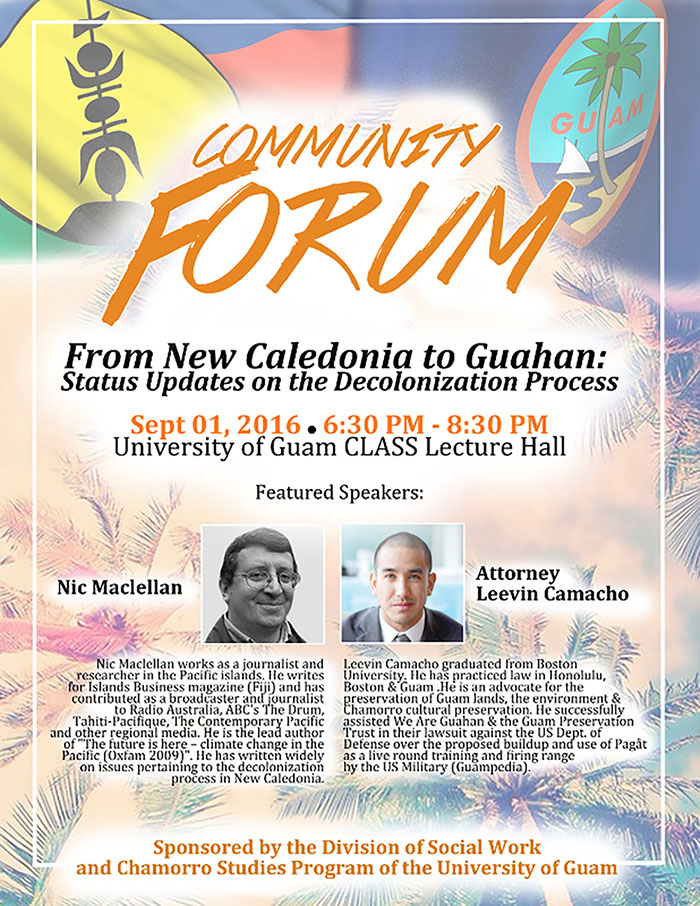 GUAM
COMMUNITY
FORUM
From New Caledonia to Guahan:
Status Updates on the Decolonization Process
Sept 01, 2016 • 6:30 PM - 8:30 PM
University of Guam CLASS Lecture Hall
Featured Speakers:
Nic Maclellan
Attorney
Leevin Camacho
Nic Maclellan works as a journalist and
researcher in the Pacific islands. He writes
for Islands Business magazine (Fiji) and has
contributed as a broadcaster and journalist
to Radio Australia, ABC's The Drum,
Tahiti-Pacifique, The Contemporary Pacific
and other regional media. He is the lead author
of "The future is here – climate change in the
Pacific (Oxfam 2009)". He has written widely
on issues pertaining to the decolonization
process in New Caledonia.
Leevin Camacho graduated from Boston
University. He has practiced law in Honolulu,
Boston & Guam .He is an advocate for the
preservation of Guam lands, the environment &
Chamorro cultural preservation. He successfully
assisted We Are Guahan & the Guam Preservation
Trust in their lawsuit against the US Dept. of
Defense over the proposed buildup and use of Pagåt
as a live round training and firing range
by the US Military (Guampedia).
Sponsored by the Division of Social Work
and Chamorro Studies Program of the University of Guam